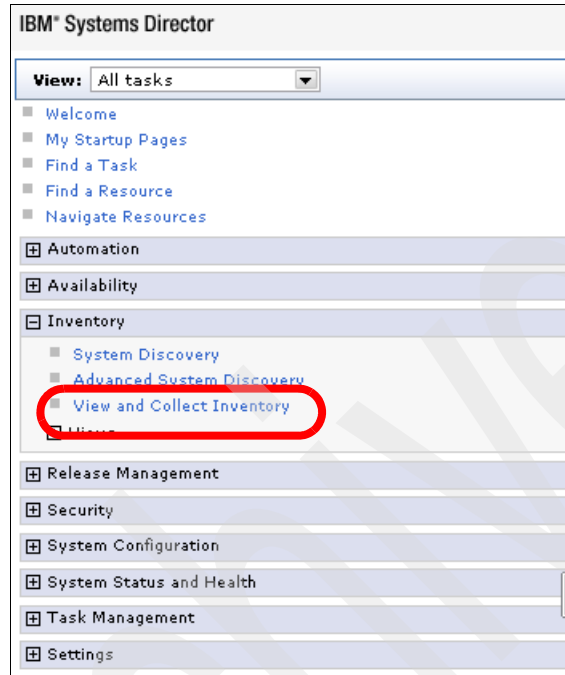 IBM® Systems Director
View: All tasks
Welcome
My Startup Pages
Find a Task
Find a Resource
Navigate Resources
Automation
Availability
Inventory
System Discovery
Advanced System Discovery
View and Collect Inventory
Release Management
Security
System Configuration
System Status and Health
Task Management
Settings